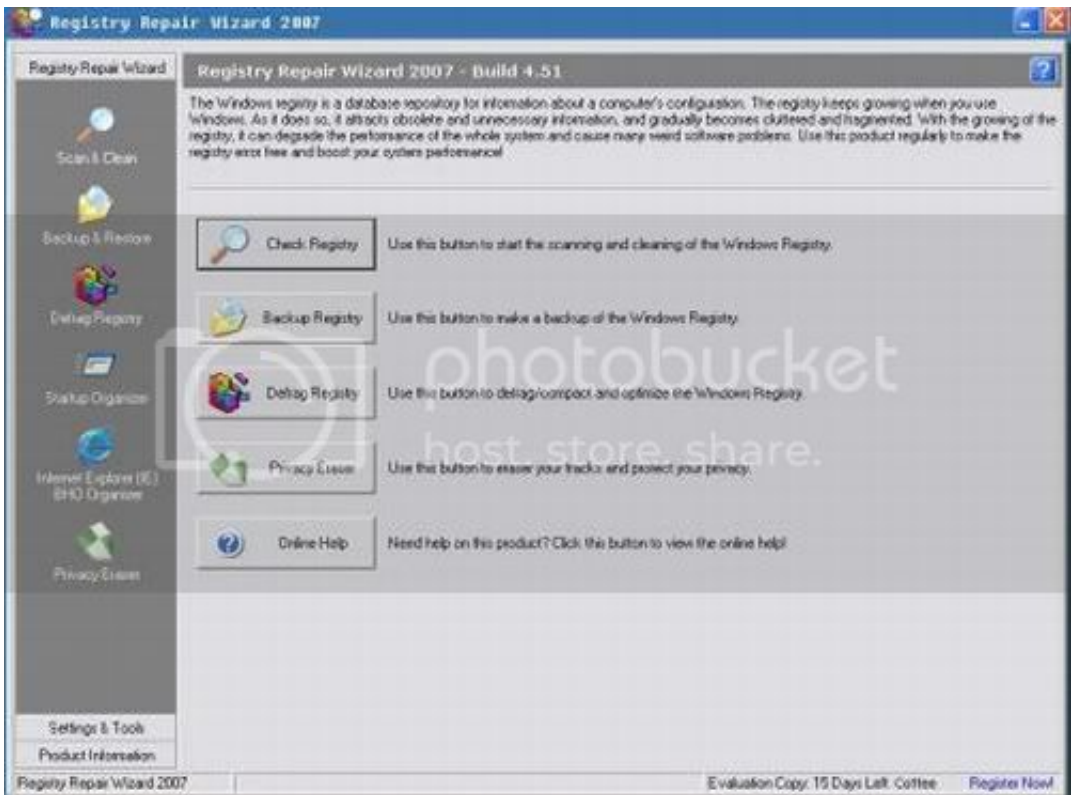 Registry Repair Wizard 2007
Registry Repair Wizard
Registry Repair Wizard 2007 - Build 4.51
The Windows registry is a database repository for information about a computer's configuration. The registry keeps growing when you use
Windows. As it does so, it attracts obsolete and unnecessary information, and gradually becomes cluttered and fragmented. With the growing of the
registry, it can degrade the performance of the whole system and cause many weird software problems. Use this product regularly to make the
registry error free and boost your system performance!
Scan & Clean
Backup & Restore
Defrag Registry
Startup Organizer
Internet Explorer (IE)
BHO Organizer
Privacy Eraser
Check Registry
Use this button to start the scanning and cleaning of the Windows Registry.
Backup Registry
Use this button to make a backup of the Windows Registry.
Defrag Registry
Use this button to defrag/compact and optimize the Windows Registry.
Privacy Eraser
Use this button to eraser your tracks and protect your privacy.
Online Help
Need help on this product? Click this button to view the online help!
photobucket
host. store. share.
Settings & Tools
Product Information
Registry Repair Wizard 2007
Evaluation Copy: 15 Days Left. Cottee
Register Now!